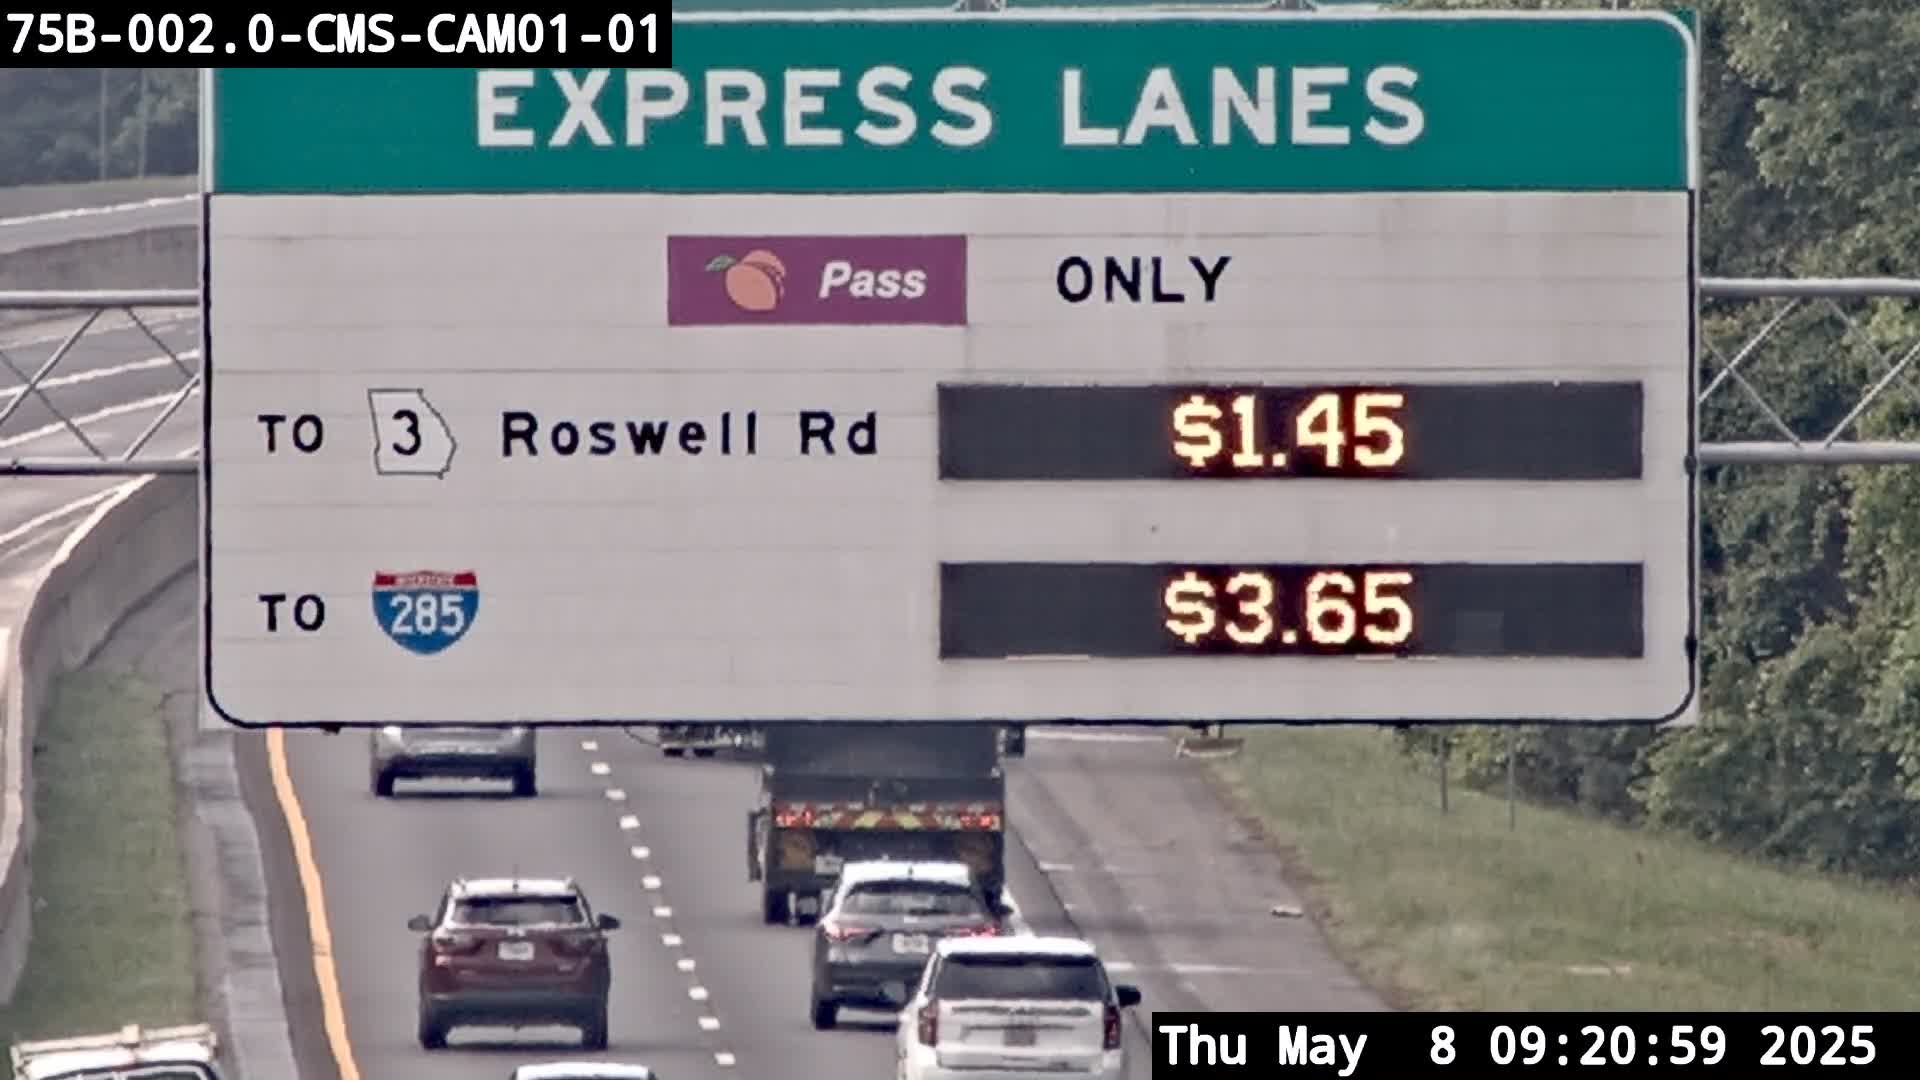 75B-002.0-CMS-CAM01-01
EXPRESS LANES
Pass ONLY
TO 3 Roswell Rd $1.45
TO INTERSTATE 285 $3.65
Thu May 8 09:20:59 2025